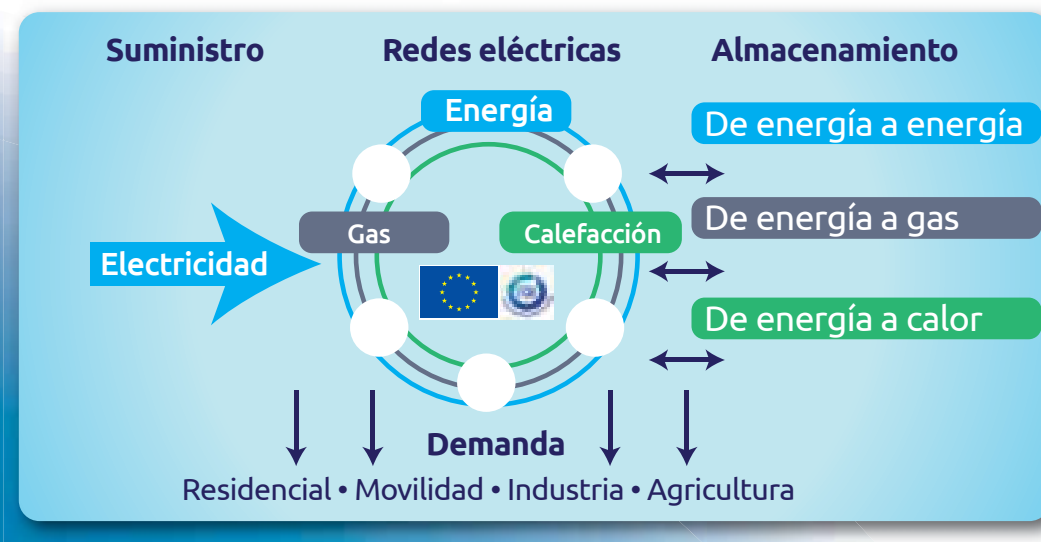 Suministro
Redes eléctricas
Almacenamiento
Energía
De energía a energía
Gas
Calefacción
De energía a gas
Electricidad
De energía a calor
Demanda
Residencial • Movilidad • Industria • Agricultura